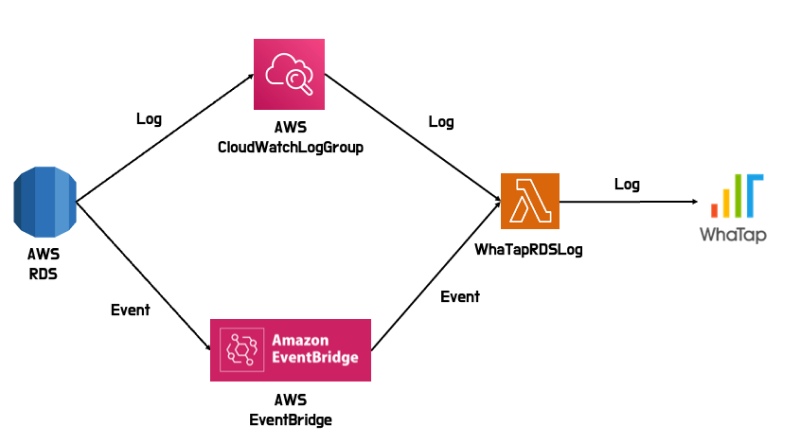 Log
AWS
CloudWatchLogGroup
Log
AWS
RDS
WhaTapRDSLog
Log
WhaTap
Event
Event
Amazon
EventBridge
AWS
EventBridge